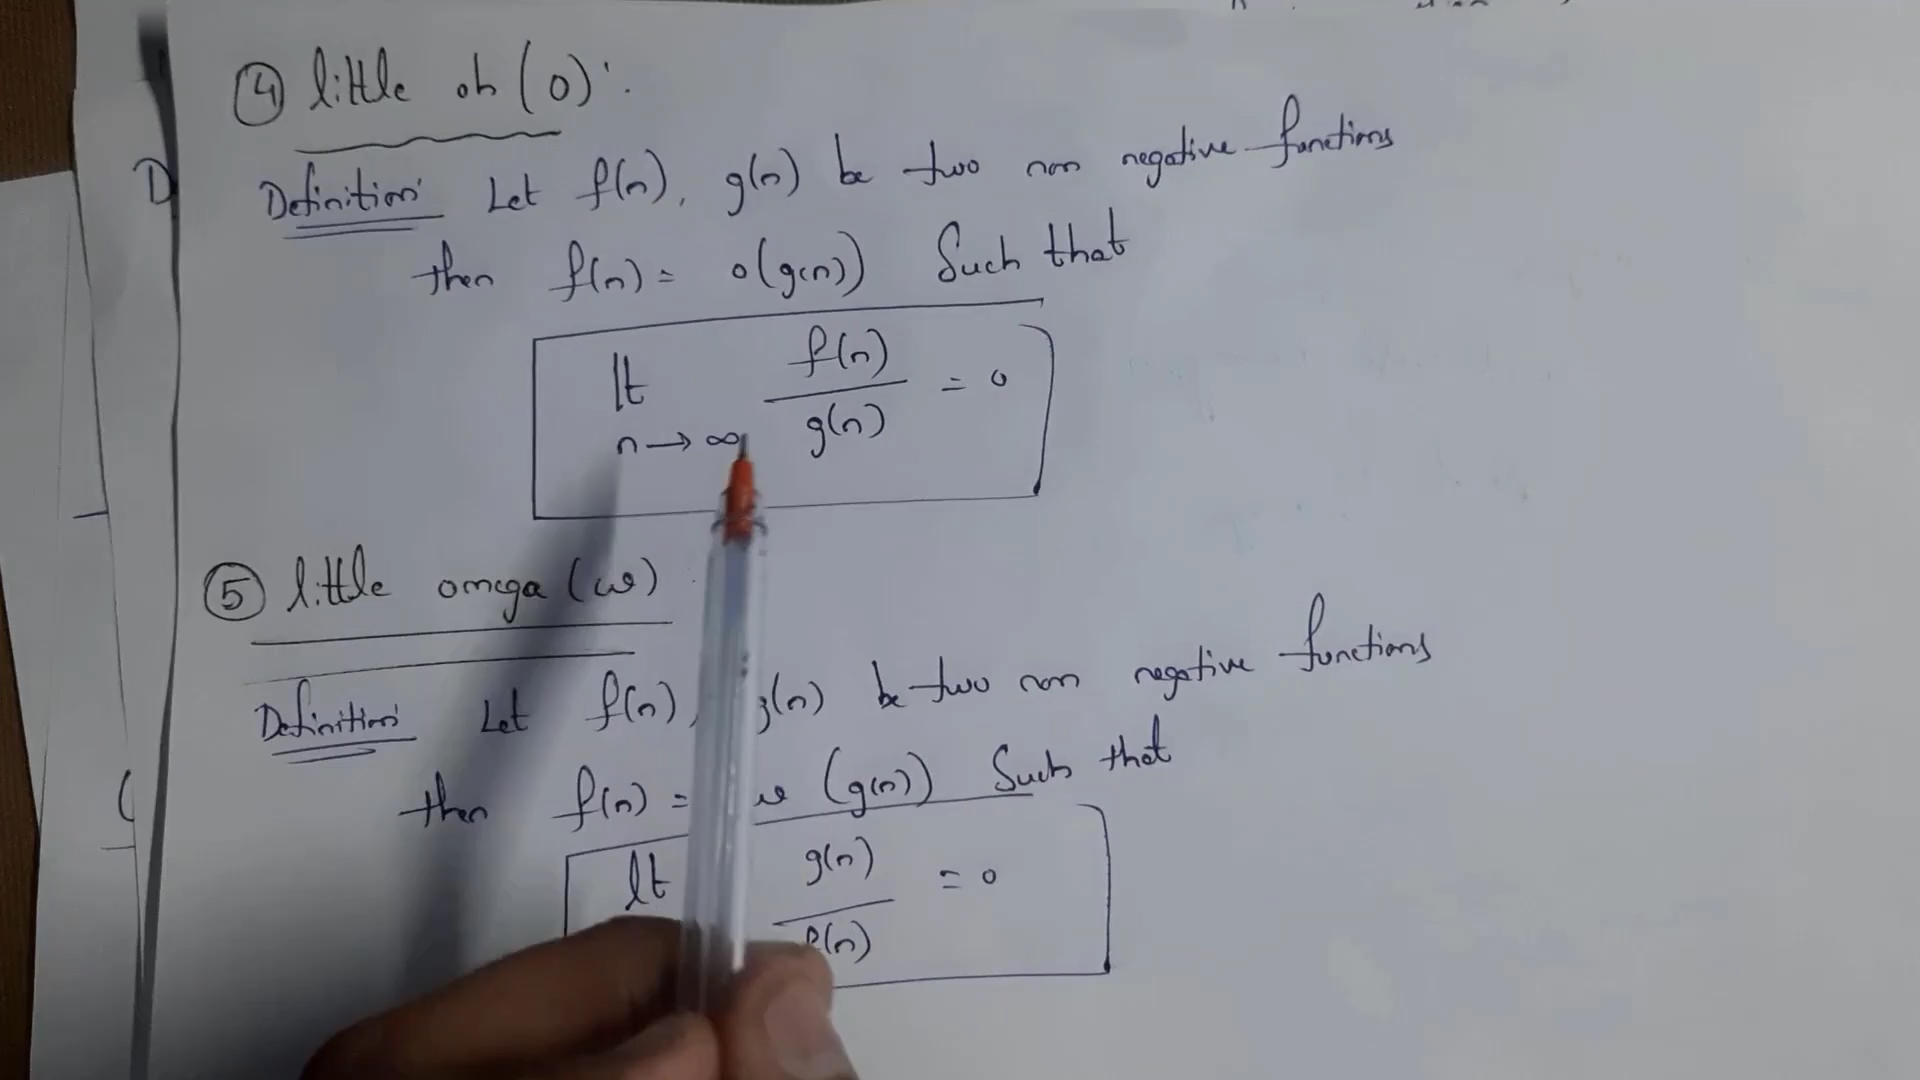 ④ little oh (o):
Definition: Let f(n), g(n) be two non negative functions
then f(n) = o(g(n)) Such that
lt f(n)
n→∞ g(n) = 0
⑤ little omega (ω)
Definition: Let f(n), g(n) be two non negative functions
then f(n) = ω (g(n)) Such that
lt g(n)
f(n) = 0